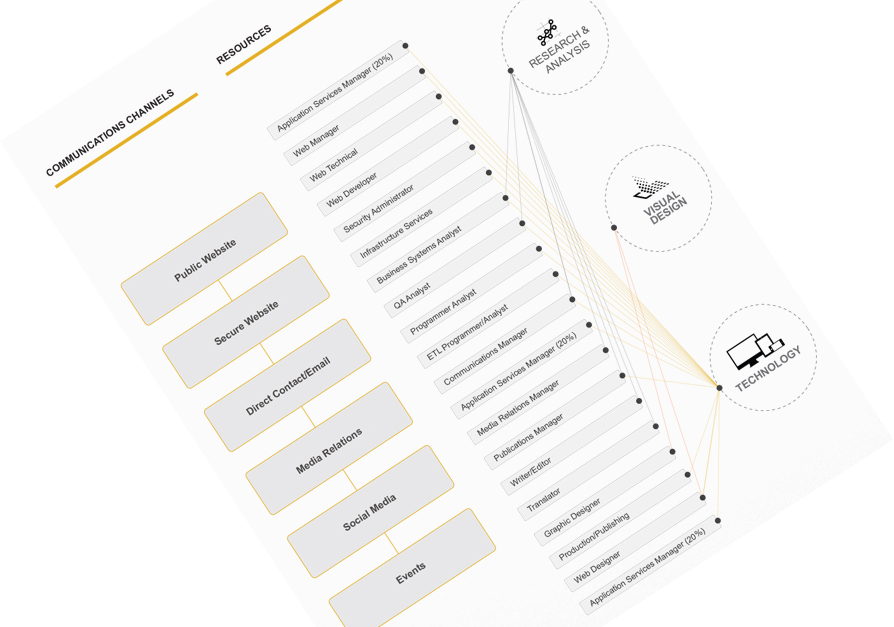 COMMUNICATIONS CHANNELS
RESOURCES
Public Website
Secure Website
Direct Contact/Email
Media Relations
Social Media
Events
Application Services Manager (20%)
Web Manager
Web Technical
Web Developer
Security Administrator
Infrastructure Services
Business Systems Analyst
QA Analyst
Programmer Analyst
ETL Programmer/Analyst
Communications Manager
Application Services Manager (20%)
Media Relations Manager
Publications Manager
Writer/Editor
Translator
Graphic Designer
Production/Publishing
Web Designer
Application Services Manager (20%)
RESEARCH &
ANALYSIS
VISUAL
DESIGN
TECHNOLOGY